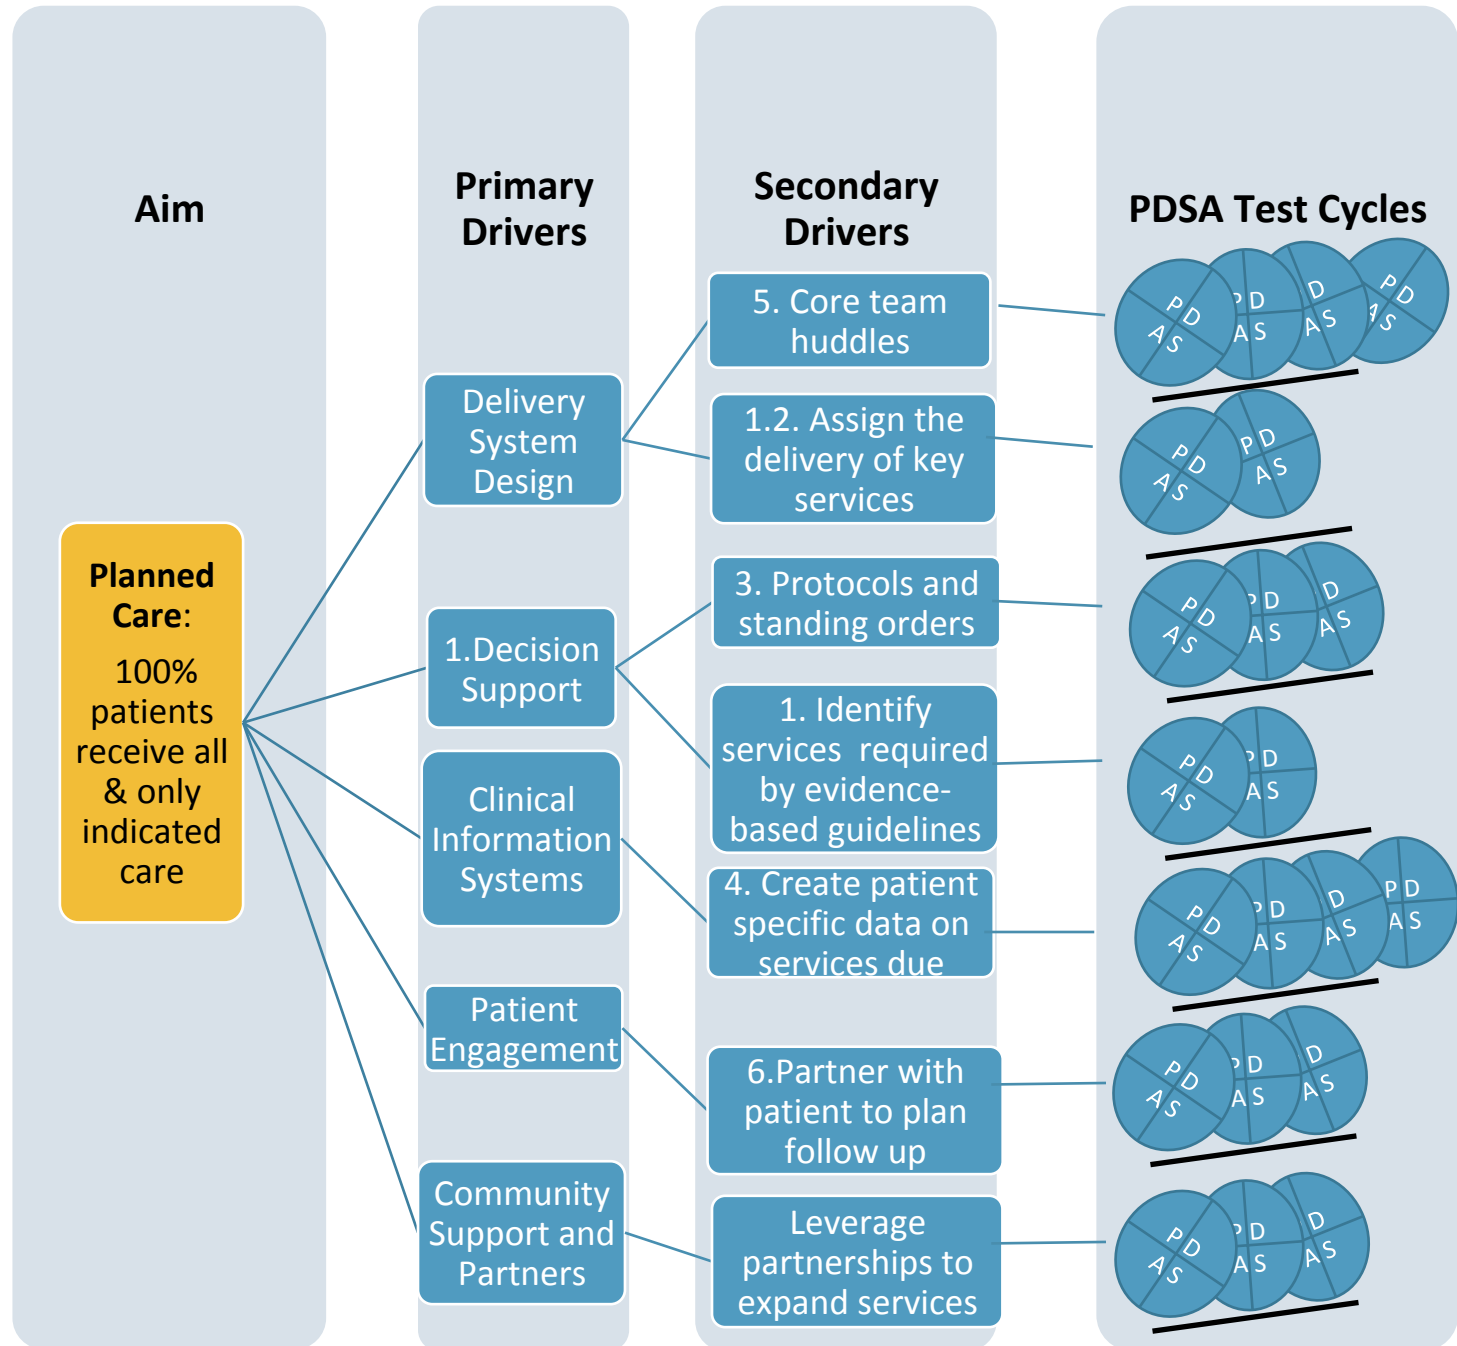 Aim
Planned
Care:
100%
patients
receive all
& only
indicated
care
Primary
Drivers
Delivery
System
Design
1.Decision
Support
Clinical
Information
Systems
Patient
Engagement
Community
Support and
Partners
Secondary
Drivers
5. Core team
huddles
1.2. Assign the
delivery of key
services
3. Protocols and
standing orders
1. Identify
services  required
by evidence-
based guidelines
4. Create patient
specific data on
services due
6.Partner with
patient to plan
follow up
Leverage
partnerships to
expand services
PDSA Test Cycles
P D P D D P D
A S A S A S A S
P D P D
A S A S
P D P D D
A S A S A S
P D P D
A S A S
P D P D D P D
A S A S A S A S
P D P D D
A S A S A S
P D P D D
A S A S A S